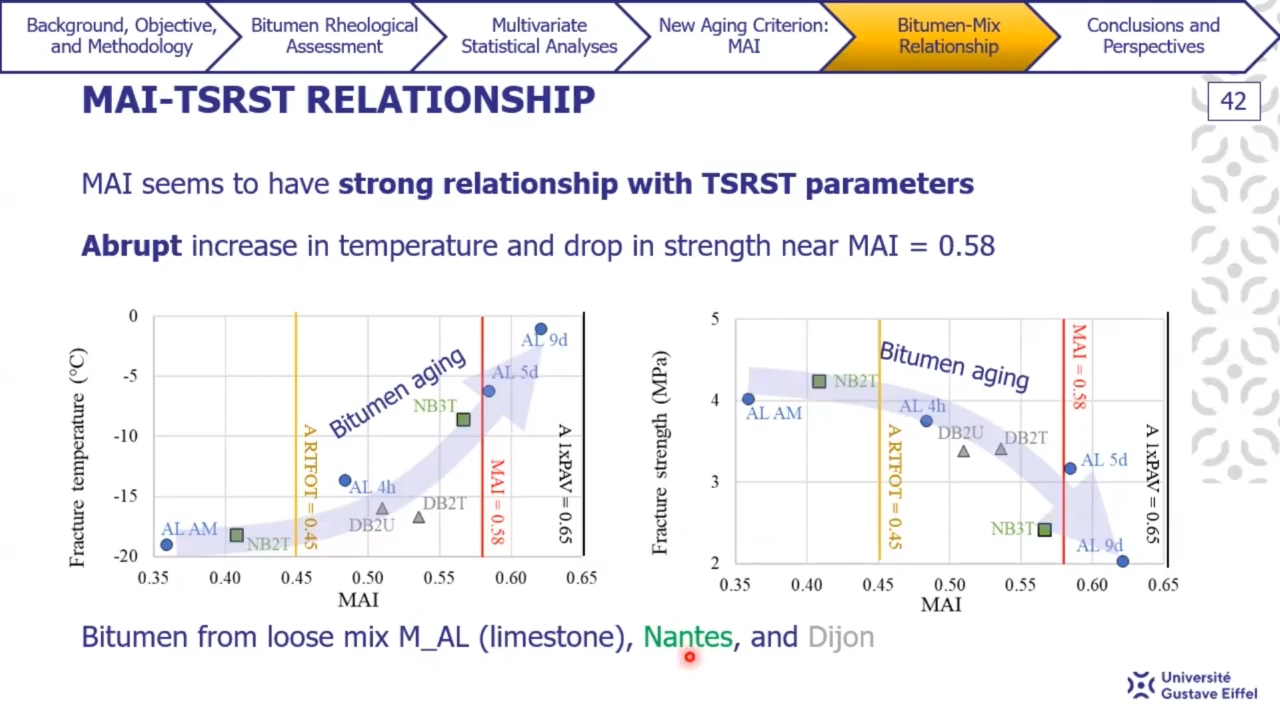 Background, Objective,
and Methodology
Bitumen Rheological
Assessment
Multivariate
Statistical Analyses
New Aging Criterion:
MAI
Bitumen-Mix
Relationship
Conclusions and
Perspectives
MAI-TSRST RELATIONSHIP
42
MAI seems to have strong relationship with TSRST parameters
Abrupt increase in temperature and drop in strength near MAI = 0.58
Fracture temperature (°C)
0
-5
-10
-15
-20
0.35
0.40
0.45
0.50
0.55
0.60
0.65
MAI
Bitumen aging
AL AM
NB2T
A RTFOT = 0.45
AL 4h
DB2U
DB2T
NB3T
AL 5d
AL 9d
MAI = 0.58
A 1xPAV = 0.65
Fracture strength (MPa)
5
4
3
2
0.35
0.40
0.45
0.50
0.55
0.60
0.65
MAI
Bitumen aging
AL AM
NB2T
A RTFOT = 0.45
AL 4h
DB2U
DB2T
NB3T
AL 5d
AL 9d
MAI = 0.58
A 1xPAV = 0.65
Bitumen from loose mix M_AL (limestone), Nantes, and Dijon
Université
Gustave Eiffel